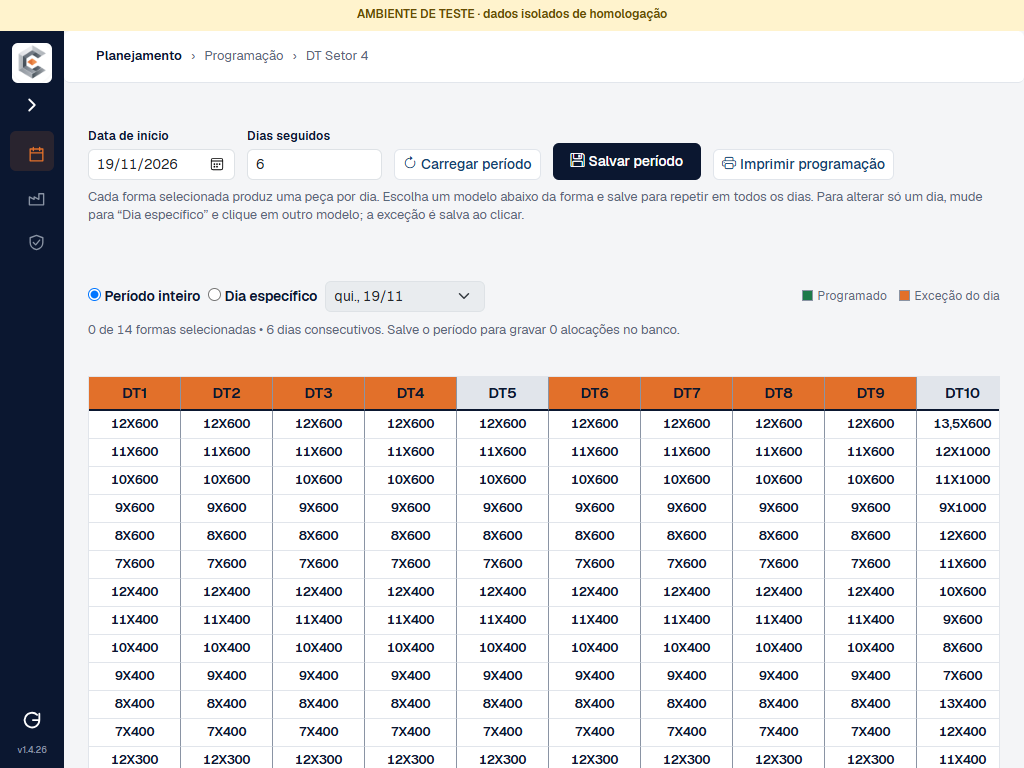 AMBIENTE DE TESTE · dados isolados de homologação
Planejamento › Programação › DT Setor 4
Data de início Dias seguidos
19/11/2026 6 Carregar período Salvar período Imprimir programação
Cada forma selecionada produz uma peça por dia. Escolha um modelo abaixo da forma e salve para repetir em todos os dias. Para alterar só um dia, mude
para “Dia específico” e clique em outro modelo; a exceção é salva ao clicar.
Período inteiro Dia específico qui., 19/11 Programado Exceção do dia
0 de 14 formas selecionadas • 6 dias consecutivos. Salve o período para gravar 0 alocações no banco.
DT1 DT2 DT3 DT4 DT5 DT6 DT7 DT8 DT9 DT10
12X600 12X600 12X600 12X600 12X600 12X600 12X600 12X600 12X600 13,5X600
11X600 11X600 11X600 11X600 11X600 11X600 11X600 11X600 11X600 12X1000
10X600 10X600 10X600 10X600 10X600 10X600 10X600 10X600 10X600 11X1000
9X600 9X600 9X600 9X600 9X600 9X600 9X600 9X600 9X600 9X1000
8X600 8X600 8X600 8X600 8X600 8X600 8X600 8X600 8X600 12X600
7X600 7X600 7X600 7X600 7X600 7X600 7X600 7X600 7X600 11X600
12X400 12X400 12X400 12X400 12X400 12X400 12X400 12X400 12X400 10X600
11X400 11X400 11X400 11X400 11X400 11X400 11X400 11X400 11X400 9X600
10X400 10X400 10X400 10X400 10X400 10X400 10X400 10X400 10X400 8X600
9X400 9X400 9X400 9X400 9X400 9X400 9X400 9X400 9X400 7X600
8X400 8X400 8X400 8X400 8X400 8X400 8X400 8X400 8X400 13X400
7X400 7X400 7X400 7X400 7X400 7X400 7X400 7X400 7X400 12X400
12X300 12X300 12X300 12X300 12X300 12X300 12X300 12X300 12X300 11X400
v1.4.26